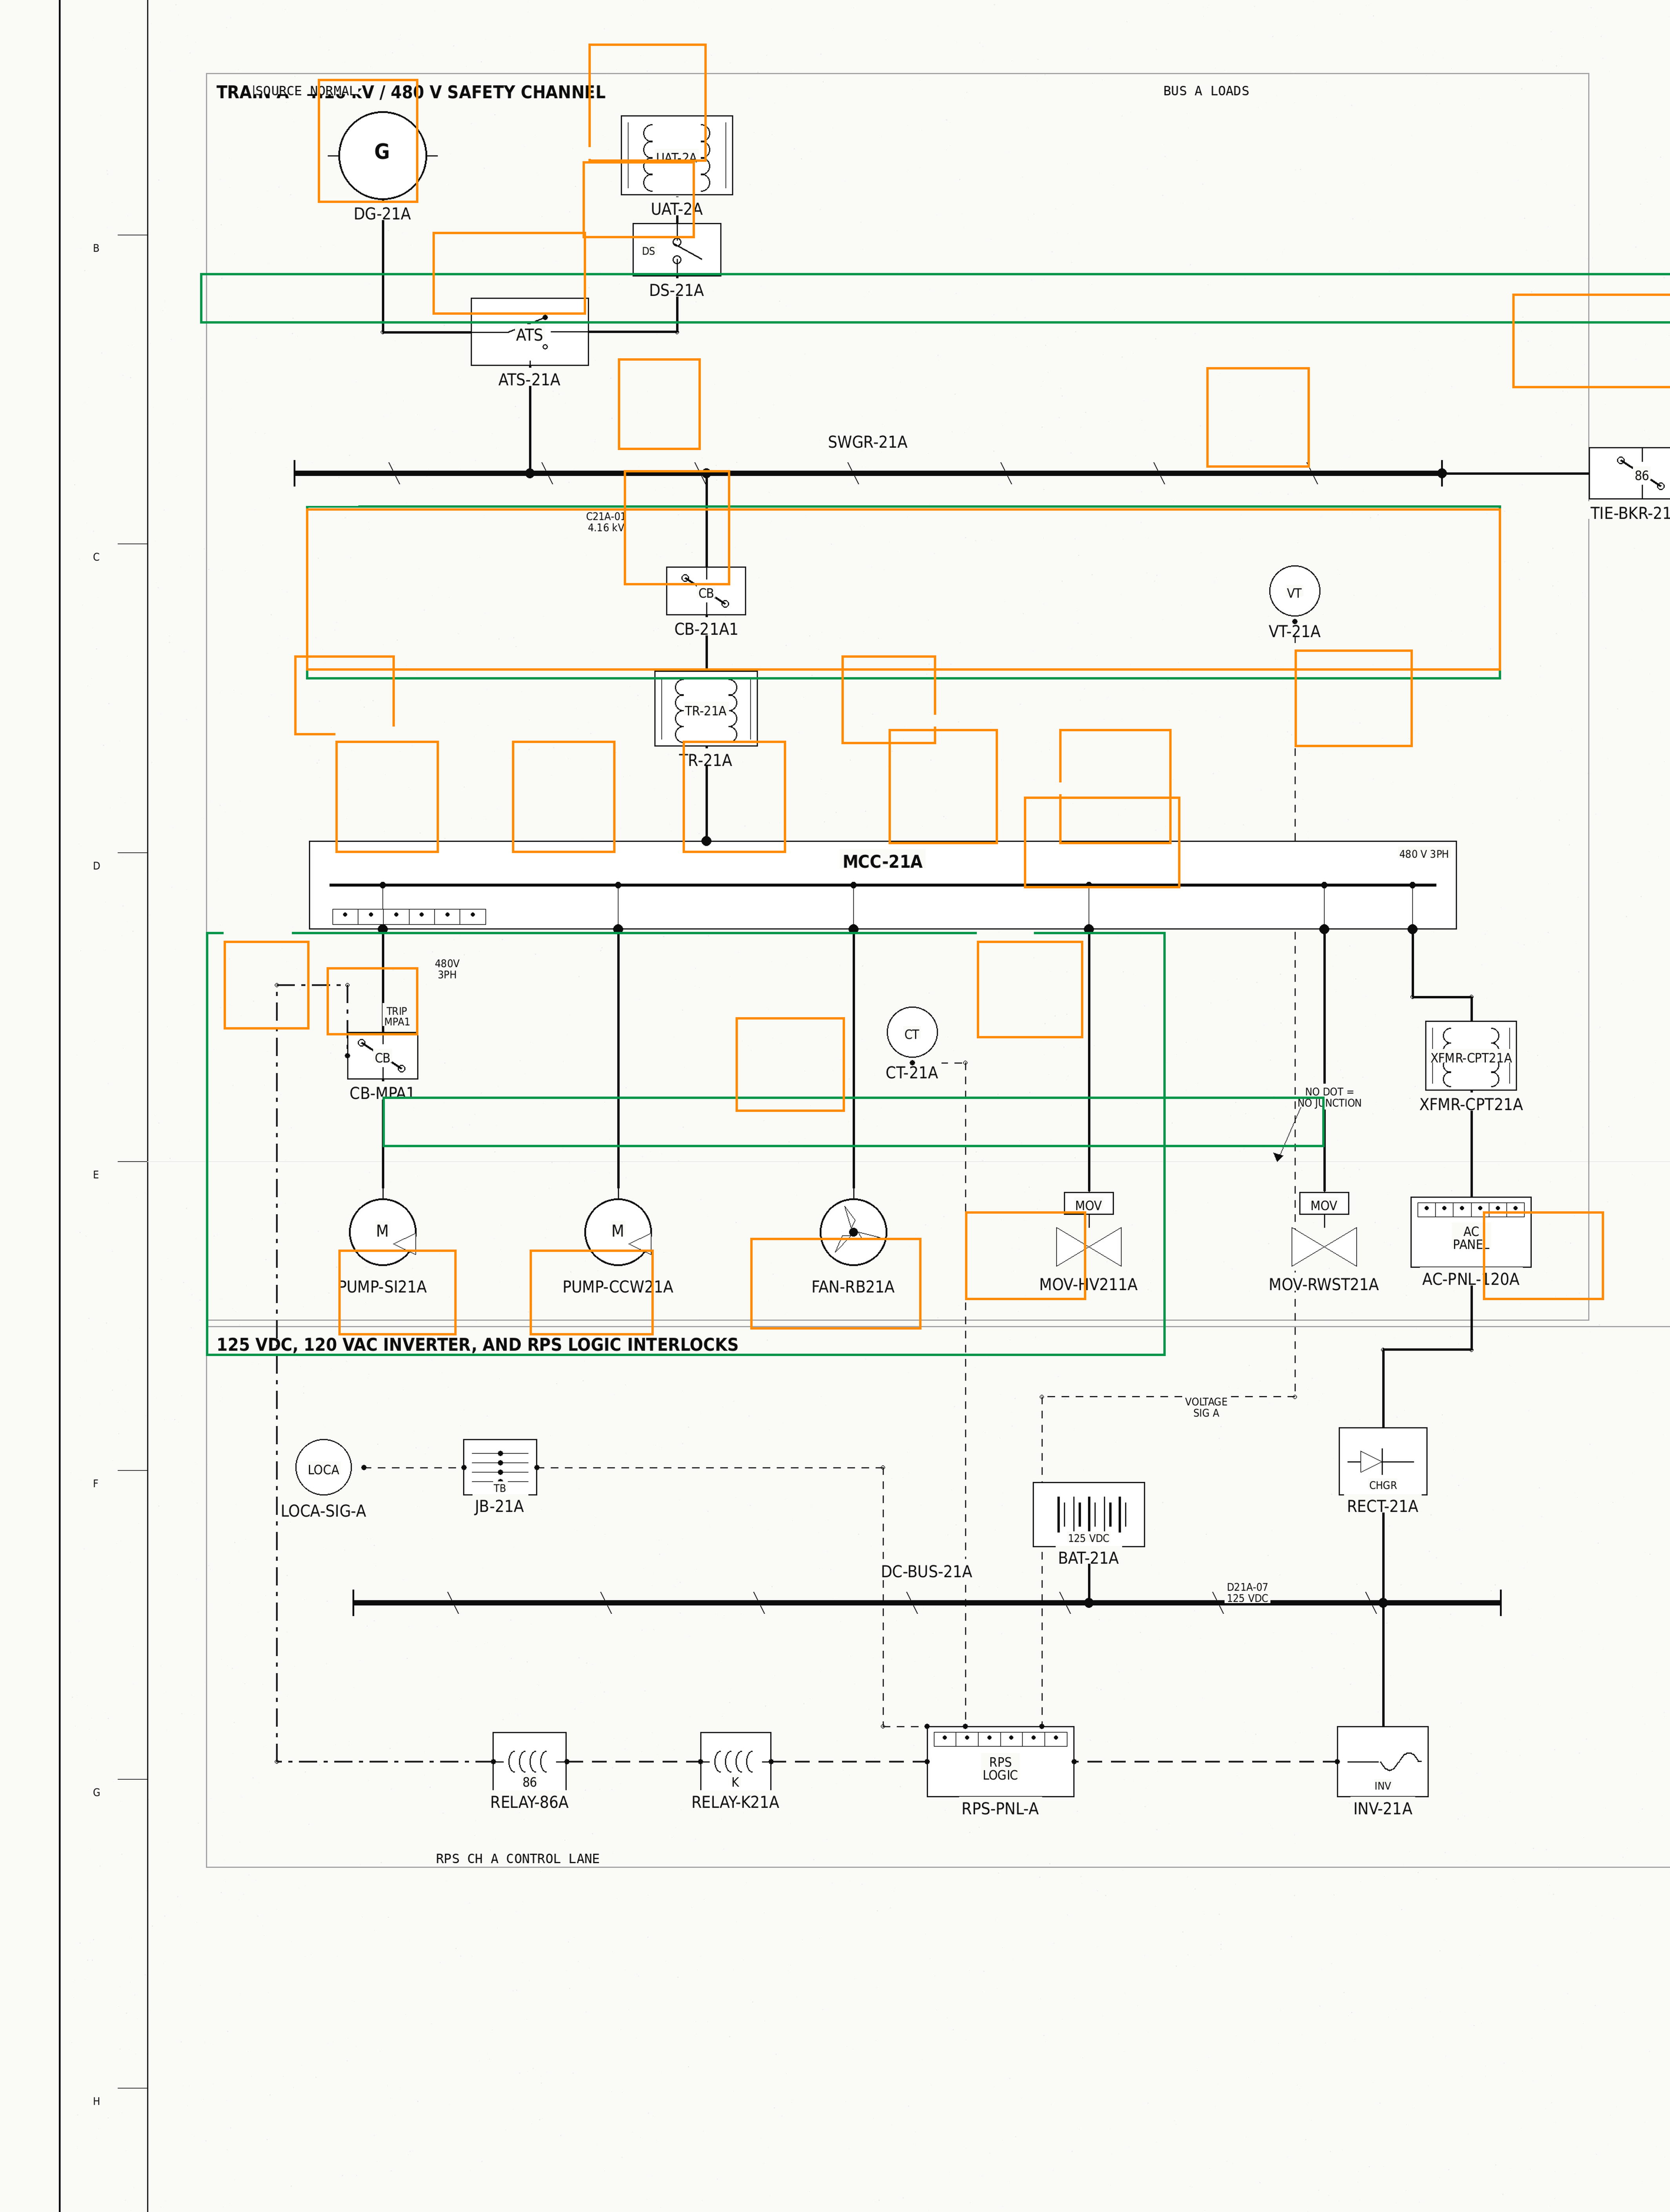 SOURCE NORMAL
kV / 480 V SAFETY CHANNEL
BUS A LOADS
G
DG-21A
UAT-2A
UAT-2A
B
DS
DS-21A
ATS
ATS-21A
SWGR-21A
86
TIE-BKR-21
C21A-01
4.16 kV
C
CB
CB-21A1
VT
VT-21A
TR-21A
TR-21A
D
MCC-21A
480 V 3PH
480V
3PH
TRIP
MPA1
CB
CB-MPA1
CT
CT-21A
NO DOT =
NO JUNCTION
XFMR-CPT21A
XFMR-CPT21A
E
M
PUMP-SI21A
M
PUMP-CCW21A
FAN-RB21A
MOV
MOV-HV211A
MOV
MOV-RWST21A
AC
PANEL
AC-PNL-120A
125 VDC, 120 VAC INVERTER, AND RPS LOGIC INTERLOCKS
VOLTAGE
SIG A
F
LOCA
LOCA-SIG-A
TB
JB-21A
125 VDC
BAT-21A
CHGR
RECT-21A
DC-BUS-21A
D21A-07
125 VDC
G
86
RELAY-86A
K
RELAY-K21A
RPS
LOGIC
RPS-PNL-A
INV
INV-21A
RPS CH A CONTROL LANE
H